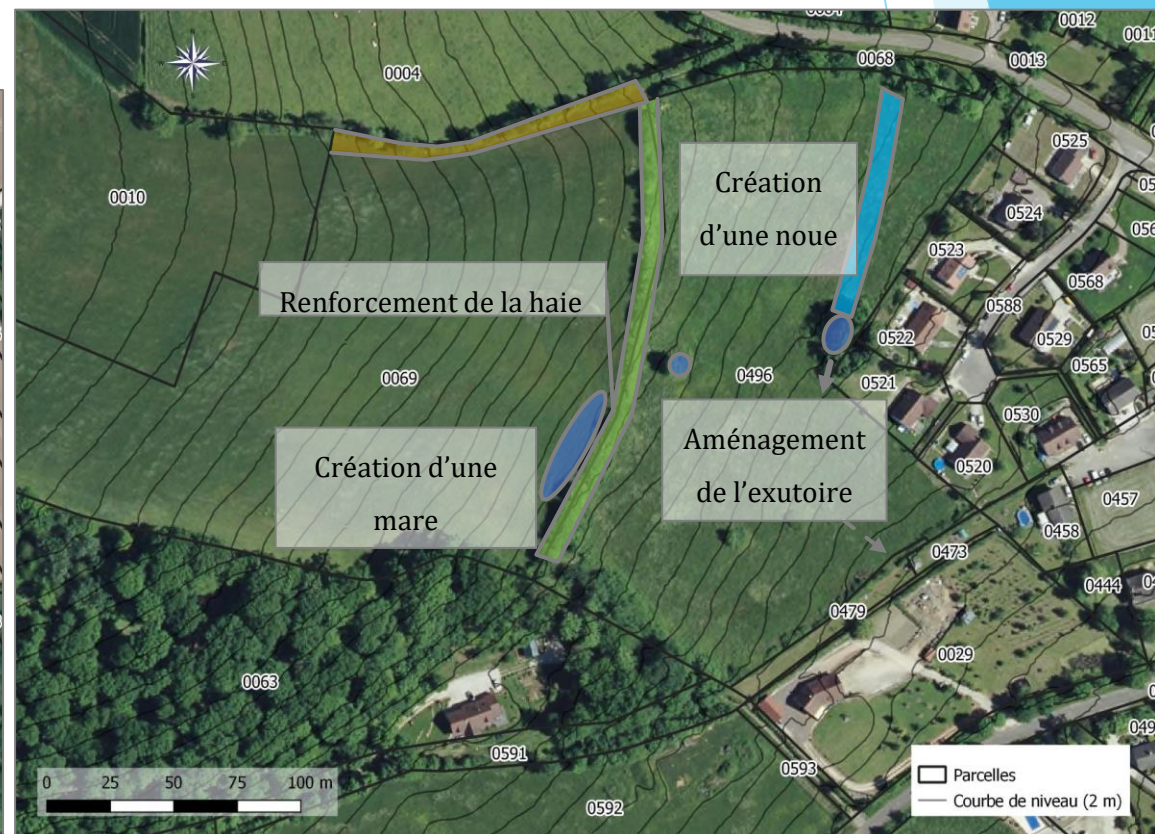 0012
0011
0004
0068
0013
0525
0010
Création
d'une noue
0524
0523
0568
Renforcement de la haie
0588
0522
0529
0565
0069
0496
0521
0530
Aménagement
de l'exutoire
Création d'une
mare
0520
0457
0458
0473
0444
0479
0029
0063
0591
0593
0592
0 25 50 75 100 m
Parcelles
Courbe de niveau (2 m)